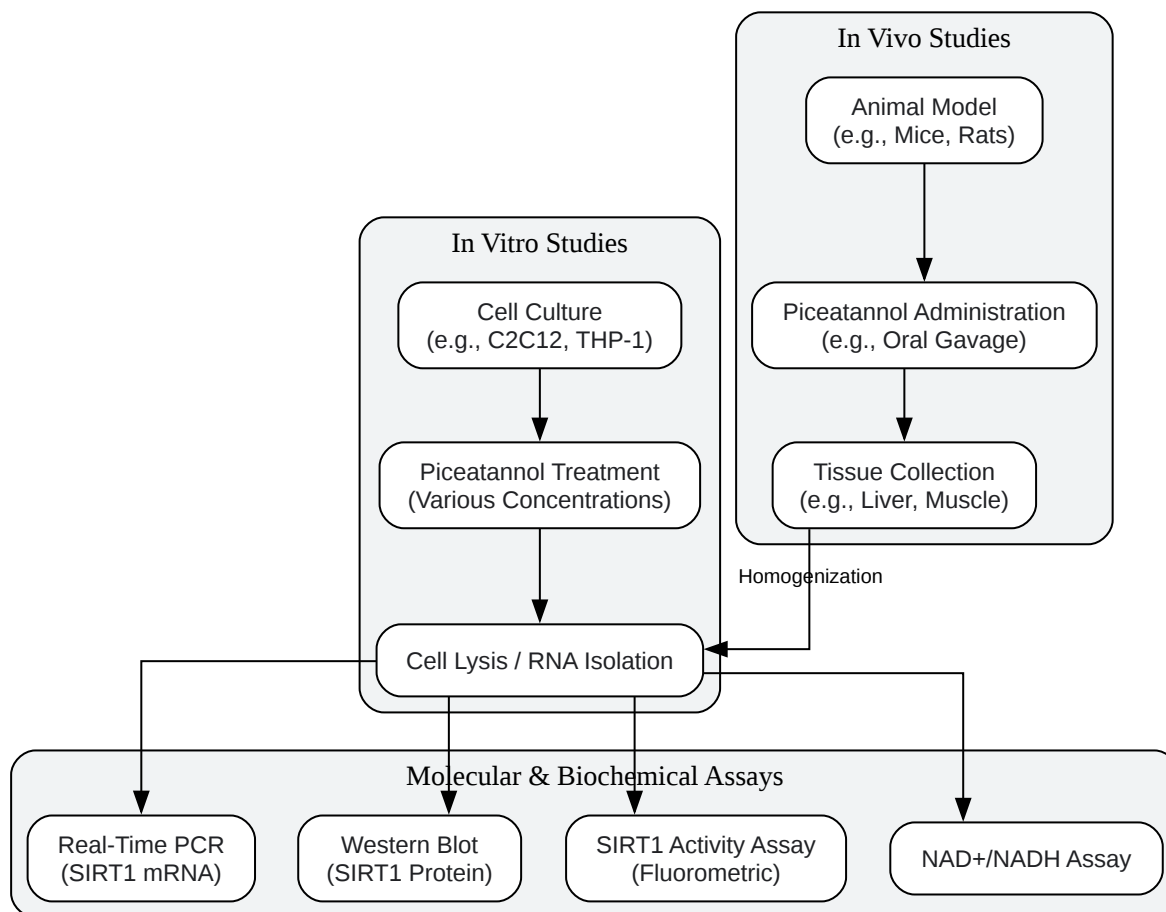 In Vivo Studies
Animal Model
(e.g., Mice, Rats)
Piceatannol Administration
(e.g., Oral Gavage)
Tissue Collection
(e.g., Liver, Muscle)
Homogenization
In Vitro Studies
Cell Culture
(e.g., C2C12, THP-1)
Piceatannol Treatment
(Various Concentrations)
Cell Lysis / RNA Isolation
Molecular & Biochemical Assays
Real-Time PCR
(SIRT1 mRNA)
Western Blot
(SIRT1 Protein)
SIRT1 Activity Assay
(Fluorometric)
NAD+/NADH Assay